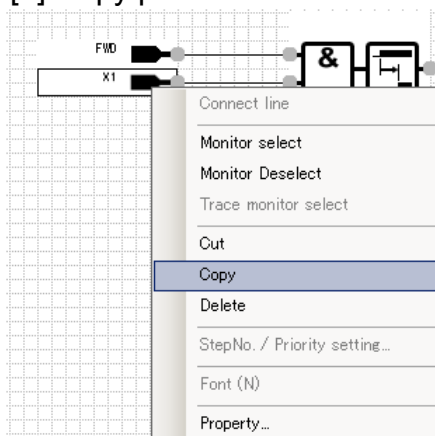 FWD
X1
&
Connect line
Monitor select
Monitor Deselect
Trace monitor select
Cut
Copy
Delete
StepNo. / Priority setting...
Font (N)
Property...